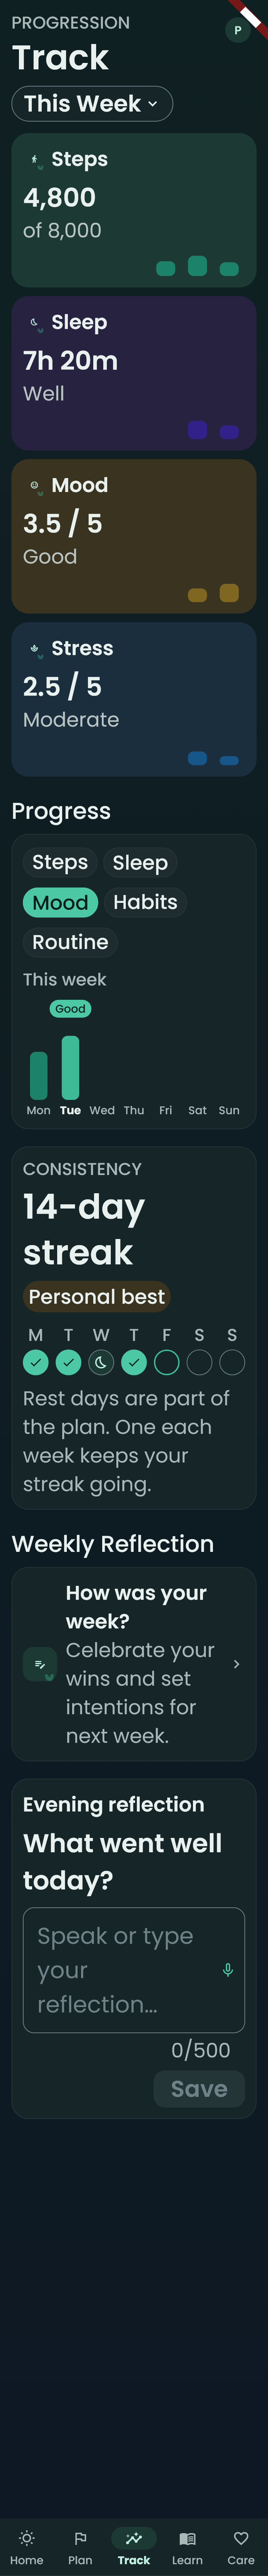 PROGRESSION
P
Track
This Week
Steps
4,800
of 8,000
Sleep
7h 20m
Well
Mood
3.5 / 5
Good
Stress
2.5 / 5
Moderate
Progress
Steps
Sleep
Mood
Habits
Routine
This week
Good
Mon Tue Wed Thu Fri Sat Sun
CONSISTENCY
14-day
streak
Personal best
M T W T F S S
Rest days are part of
the plan. One each
week keeps your
streak going.
Weekly Reflection
How was your
week?
Celebrate your
wins and set
intentions for
next week.
Evening reflection
What went well
today?
Speak or type
your
reflection...
0/500
Save
Home Plan Track Learn Care